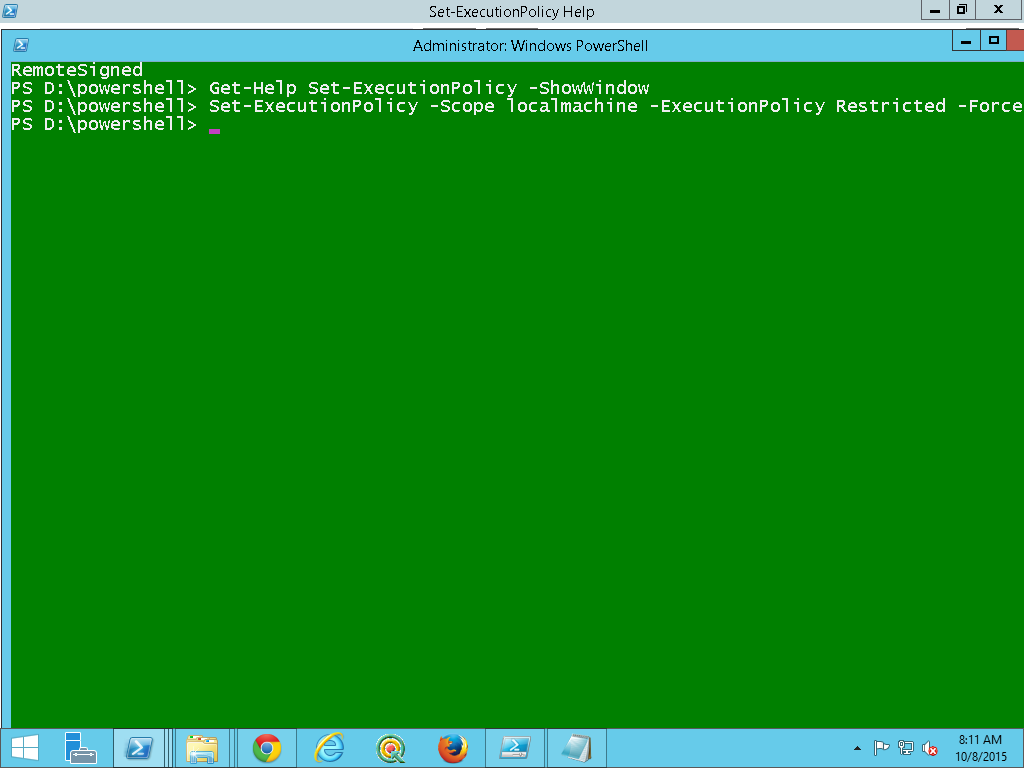 Set-ExecutionPolicy Help
Administrator: Windows PowerShell
RemoteSigned
PS D:\powershell> Get-Help Set-ExecutionPolicy -ShowWindow
PS D:\powershell> Set-ExecutionPolicy -Scope localmachine -ExecutionPolicy Restricted -Force
PS D:\powershell>
8:11 AM
10/8/2015